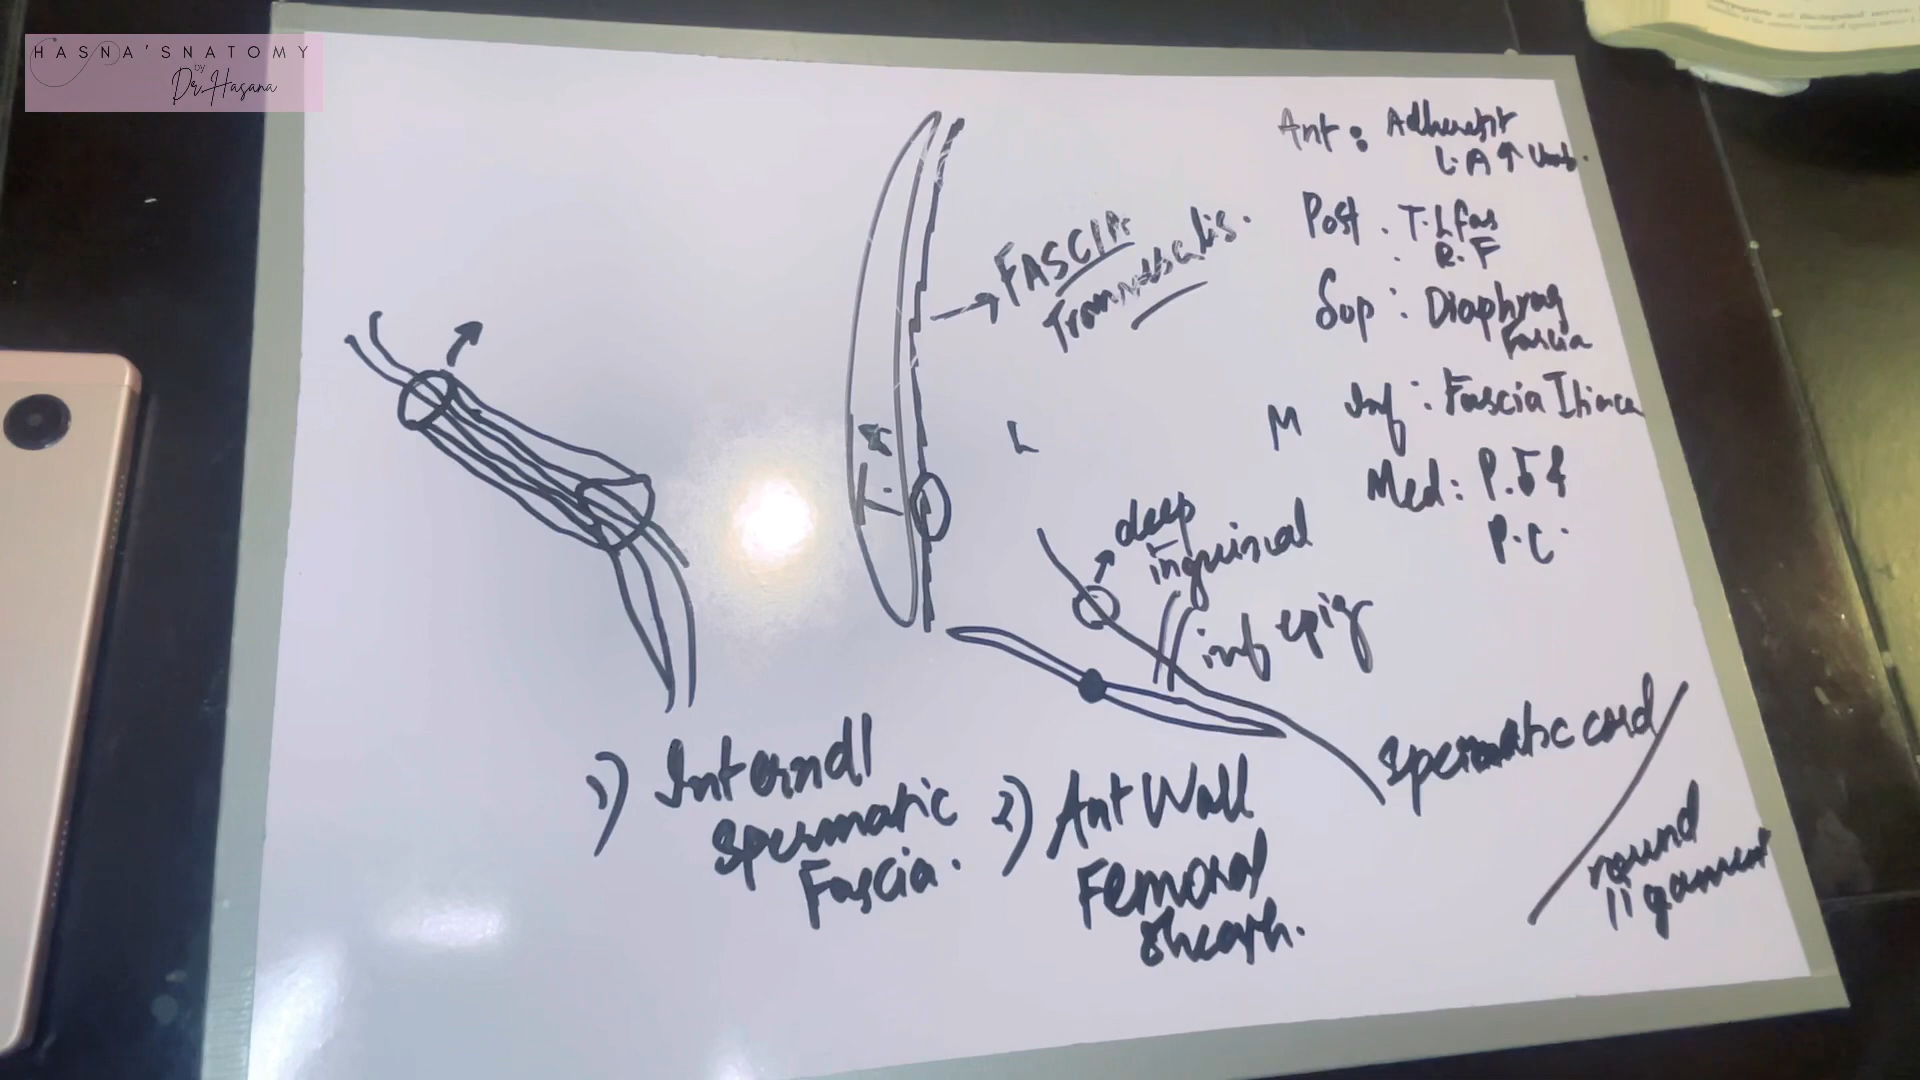 HASNA'SNATOMY
by
Dr.Hasana
Ant: Adherent
L.A ↑ Umb.
Post. T.L fas
R.F
Sup: Diaphrag
Fascia
Inf: Fascia Iliaca
Med: P.
P.C.
FASCIA
L
M
T.
deep
inguinal
inf epig
spermatic cord
round
ligament
1) Internal
spermatic
Fascia.
2) Ant Wall
Femoral
Sheath.